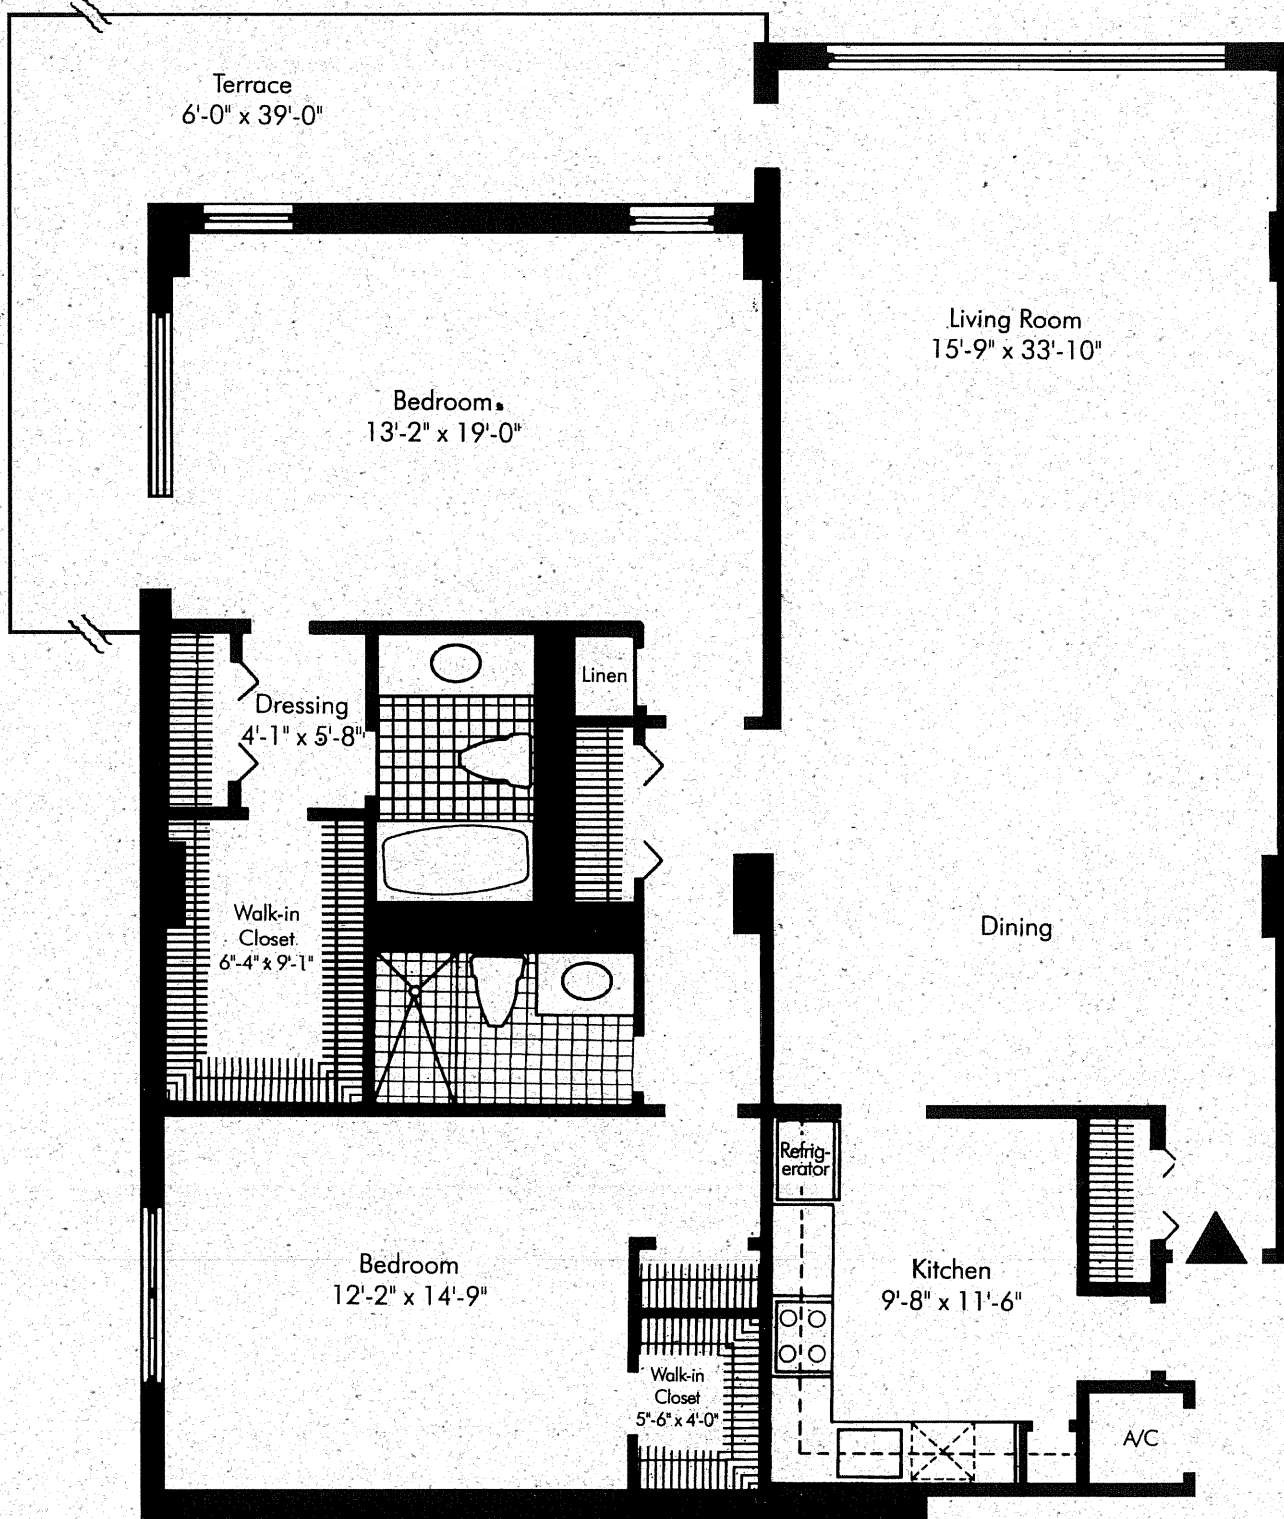 Terrace
6'-0" x 39'-0"
Living Room
15'-9" x 33'-10"
Bedroom
13'-2" x 19'-0"
Linen
Dressing
4'-1" x 5'-8"
Walk-in
Closet
6"-4" x 9'-1"
Dining
Refrig-
erator
Bedroom
12'-2" x 14'-9"
Kitchen
9'-8" x 11'-6"
Walk-in
Closet
5"-6" x 4'-0"
A/C